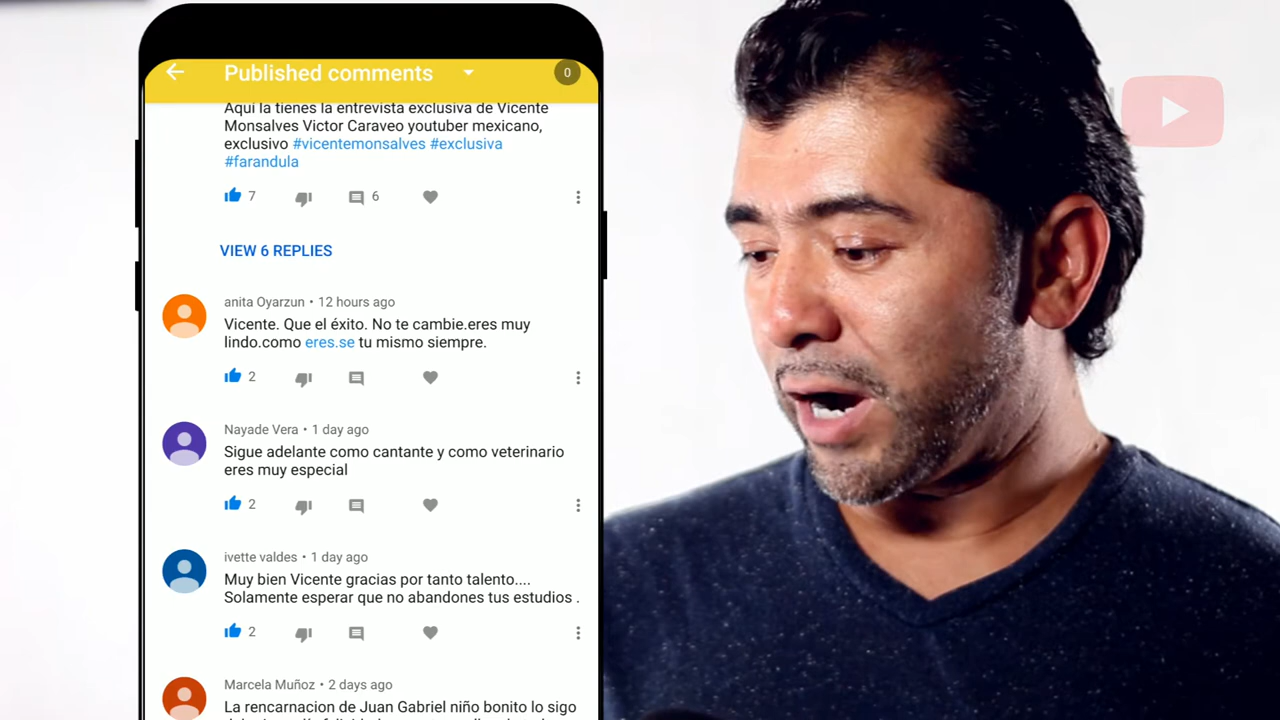 Published comments
0
Aquí la tienes la entrevista exclusiva de Vicente
Monsalves Victor Caraveo youtuber mexicano,
exclusivo #vicentemonsalves #exclusiva
#farandula
7 6
VIEW 6 REPLIES
anita Oyarzun • 12 hours ago
Vicente. Que el éxito. No te cambie.eres muy
lindo.como eres.se tu mismo siempre.
2
Nayade Vera • 1 day ago
Sigue adelante como cantante y como veterinario
eres muy especial
2
ivette valdes • 1 day ago
Muy bien Vicente gracias por tanto talento....
Solamente esperar que no abandones tus estudios .
2
Marcela Muñoz • 2 days ago
La rencarnacion de Juan Gabriel niño bonito lo sigo